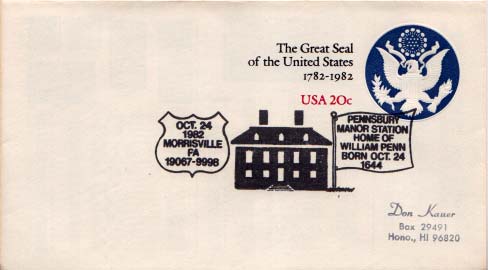 The Great Seal
of the United States
1782-1982
USA 20c
OCT. 24
1982
MORRISVILLE
PA
19067-9998
PENNSBURY
MANOR STATION
HOME OF
WILLIAM PENN
BORN OCT. 24
1644
Don Kauer
Box 29491
Hono., HI 96820